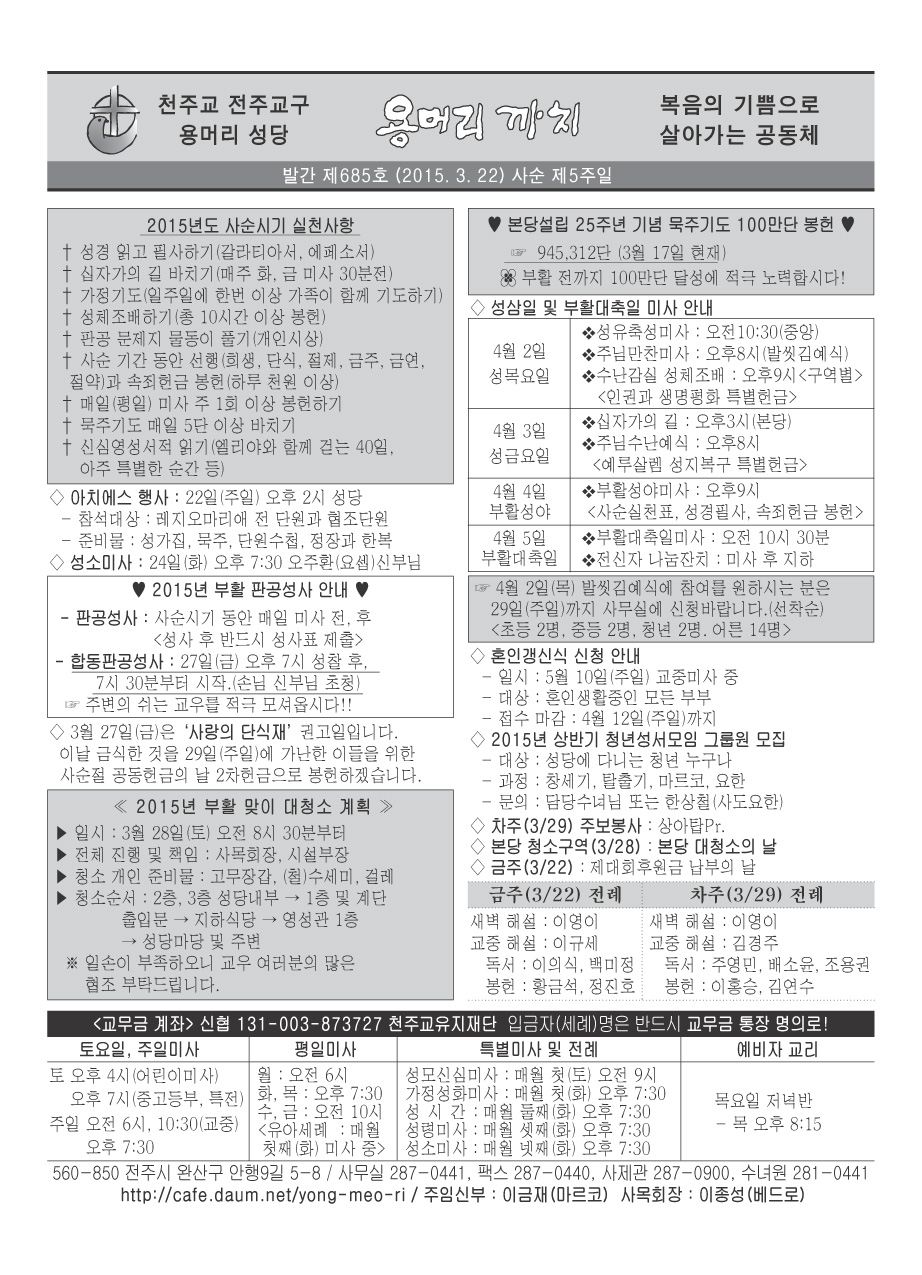 천주교 전주교구
용머리 성당
용머리 까치
복음의 기쁨으로
살아가는 공동체
발간 제685호 (2015. 3. 22) 사순 제5주일
2015년도 사순시기 실천사항
† 성경 읽고 필사하기(갈라티아서, 에페소서)
† 십자가의 길 바치기(매주 화, 금 미사 30분전)
† 가정기도(일주일에 한번 이상 가족이 함께 기도하기)
† 성체조배하기(총 10시간 이상 봉헌)
† 판공 문제지 물동이 풀기(개인시상)
† 사순 기간 동안 선행(희생, 단식, 절제, 금주, 금연,
절약)과 속죄헌금 봉헌(하루 천원 이상)
† 매일(평일) 미사 주 1회 이상 봉헌하기
† 묵주기도 매일 5단 이상 바치기
† 신심영성서적 읽기(엘리야와 함께 걷는 40일,
아주 특별한 순간 등)
◇ 아치에스 행사 : 22일(주일) 오후 2시 성당
- 참석대상 : 레지오마리애 전 단원과 협조단원
- 준비물 : 성가집, 묵주, 단원수첩, 정장과 한복
◇ 성소미사 : 24일(화) 오후 7:30 오주환(요셉)신부님
♥ 2015년 부활 판공성사 안내 ♥
- 판공성사 : 사순시기 동안 매일 미사 전, 후
<성사 후 반드시 성사표 제출>
- 합동판공성사 : 27일(금) 오후 7시 성찰 후,
7시 30분부터 시작.(손님 신부님 초청)
☞ 주변의 쉬는 교우를 적극 모셔옵시다!!
◇ 3월 27일(금)은 ‘사랑의 단식재’ 권고일입니다.
이날 금식한 것을 29일(주일)에 가난한 이들을 위한
사순절 공동헌금의 날 2차헌금으로 봉헌하겠습니다.
≪ 2015년 부활 맞이 대청소 계획 ≫
▶ 일시 : 3월 28일(토) 오전 8시 30분부터
▶ 전체 진행 및 책임 : 사목회장, 시설부장
▶ 청소 개인 준비물 : 고무장갑, (철)수세미, 걸레
▶ 청소순서 : 2층, 3층 성당내부 → 1층 및 계단
출입문 → 지하식당 → 영성관 1층
→ 성당마당 및 주변
※ 일손이 부족하오니 교우 여러분의 많은
협조 부탁드립니다.
♥ 본당설립 25주년 기념 묵주기도 100만단 봉헌 ♥
☞ 945,312단 (3월 17일 현재)
부활 전까지 100만단 달성에 적극 노력합시다!
◇ 성삼일 및 부활대축일 미사 안내
4월 2일
성목요일
❖성유축성미사 : 오전10:30(중앙)
❖주님만찬미사 : 오후8시(발씻김예식)
❖수난감실 성체조배 : 오후9시<구역별>
<인권과 생명평화 특별헌금>
4월 3일
성금요일
❖십자가의 길 : 오후3시(본당)
❖주님수난예식 : 오후8시
<예루살렘 성지복구 특별헌금>
4월 4일
부활성야
❖부활성야미사 : 오후9시
<사순실천표, 성경필사, 속죄헌금 봉헌>
4월 5일
부활대축일
❖부활대축일미사 : 오전 10시 30분
❖전신자 나눔잔치 : 미사 후 지하
☞ 4월 2일(목) 발씻김예식에 참여를 원하시는 분은
29일(주일)까지 사무실에 신청바랍니다.(선착순)
<초등 2명, 중등 2명, 청년 2명. 어른 14명>
◇ 혼인갱신식 신청 안내
- 일시 : 5월 10일(주일) 교중미사 중
- 대상 : 혼인생활중인 모든 부부
- 접수 마감 : 4월 12일(주일)까지
◇ 2015년 상반기 청년성서모임 그룹원 모집
- 대상 : 성당에 다니는 청년 누구나
- 과정 : 창세기, 탈출기, 마르코, 요한
- 문의 : 담당수녀님 또는 한상철(사도요한)
◇ 차주(3/29) 주보봉사 : 상아탑Pr.
◇ 본당 청소구역(3/28) : 본당 대청소의 날
◇ 금주(3/22) : 제대회후원금 납부의 날
금주(3/22) 전례
새벽 해설 : 이영이
교중 해설 : 이규세
독서 : 이의식, 백미정
봉헌 : 황금석, 정진호
차주(3/29) 전례
새벽 해설 : 이영이
교중 해설 : 김경주
독서 : 주영민, 배소윤, 조용권
봉헌 : 이홍승, 김연수
<교무금 계좌> 신협 131-003-873727 천주교유지재단 입금자(세례)명은 반드시 교무금 통장 명의로!
토요일, 주일미사
토 오후 4시(어린이미사)
오후 7시(중고등부, 특전)
주일 오전 6시, 10:30(교중)
오후 7:30
평일미사
월 : 오전 6시
화, 목 : 오후 7:30
수, 금 : 오전 10시
<유아세례 : 매월
첫째(화) 미사 중>
특별미사 및 전례
성모신심미사 : 매월 첫(토) 오전 9시
가정성화미사 : 매월 첫(화) 오후 7:30
성 시 간 : 매월 둘째(화) 오후 7:30
성령미사 : 매월 셋째(화) 오후 7:30
성소미사 : 매월 넷째(화) 오후 7:30
예비자 교리
목요일 저녁반
- 목 오후 8:15
560-850 전주시 완산구 안행9길 5-8 / 사무실 287-0441, 팩스 287-0440, 사제관 287-0900, 수녀원 281-0441
http://cafe.daum.net/yong-meo-ri / 주임신부 : 이금재(마르코) 사목회장 : 이종성(베드로)